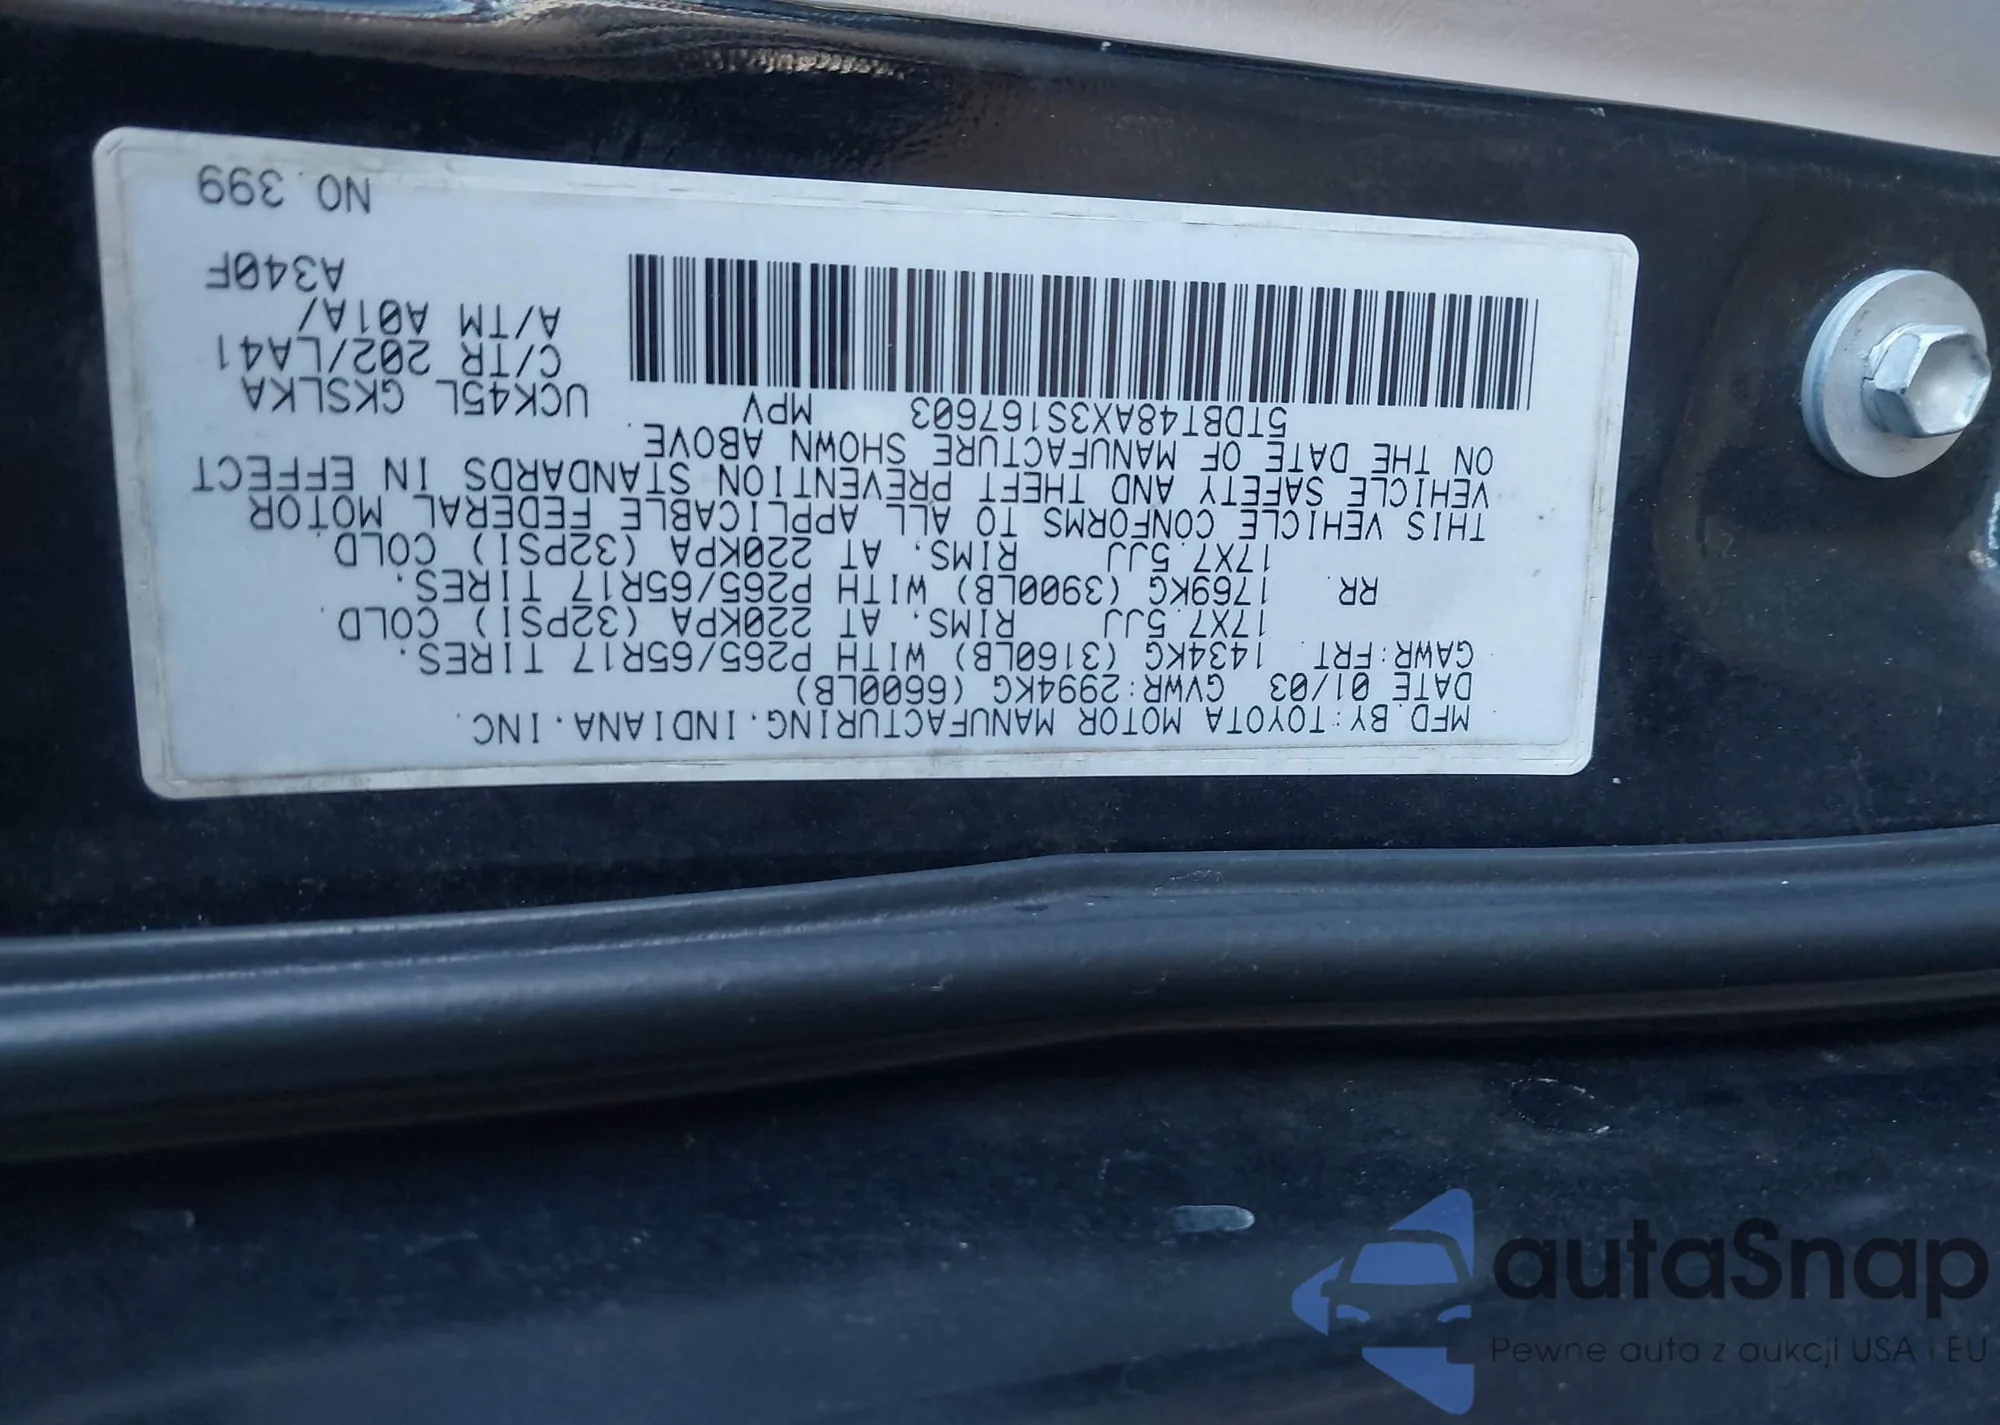 MFD.BY:TOYOTA MOTOR MANUFACTURING.INDIANA.INC.
DATE 01/03 GVWR:2994KG (6600LB)
GAWR:FRT. 1434KG (3160LB) WITH P265/65R17 TIRES.
17X7.5JJ RIMS. AT 220KPA (32PSI) COLD.
RR 1769KG (3900LB) WITH P265/65R17 TIRES.
17X7.5JJ RIMS. AT 220KPA (32PSI) COLD
THIS VEHICLE CONFORMS TO ALL APPLICABLE FEDERAL MOTOR
VEHICLE SAFETY AND THEFT PREVENTION STANDARDS IN EFFECT
ON THE DATE OF MANUFACTURE SHOWN ABOVE.
5TDBT48AX3S167603 MPV
UCK45L GKSLKA
C/TR 202/LA41
A/TM A01A/
A340F
NO.399
autaSnap
Pewne auta z aukcji USA i EU